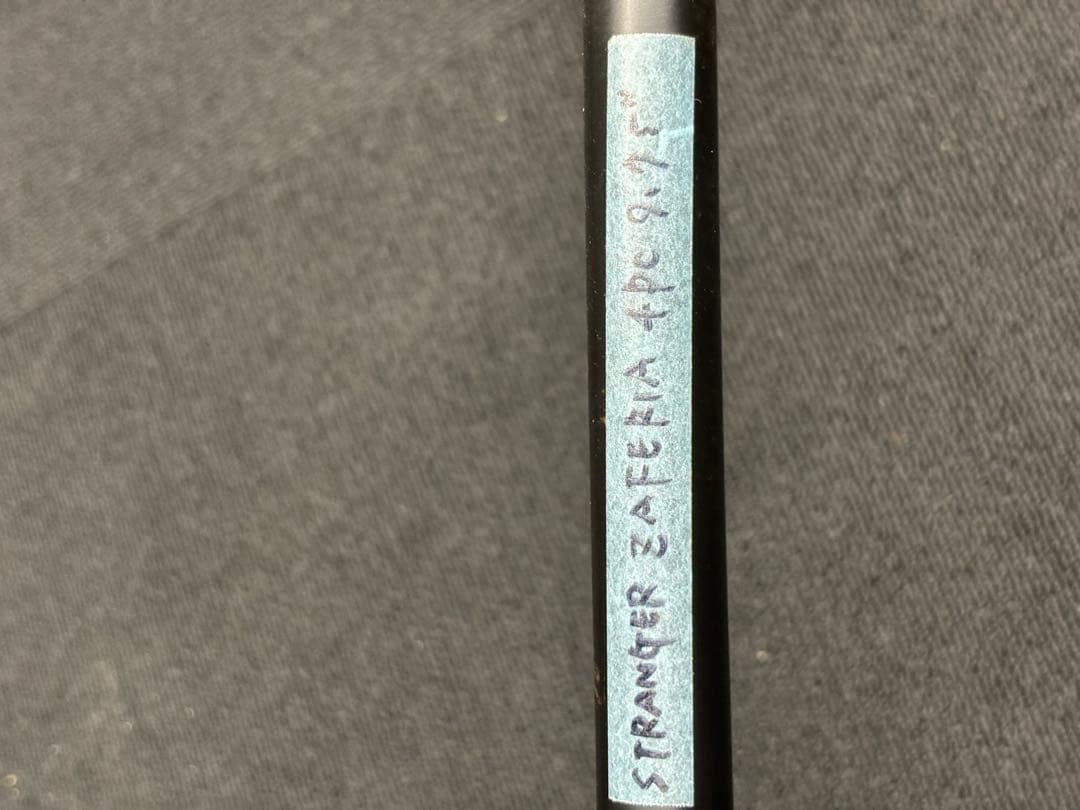 STRANGER ZAFERIA 4PC 9.75"